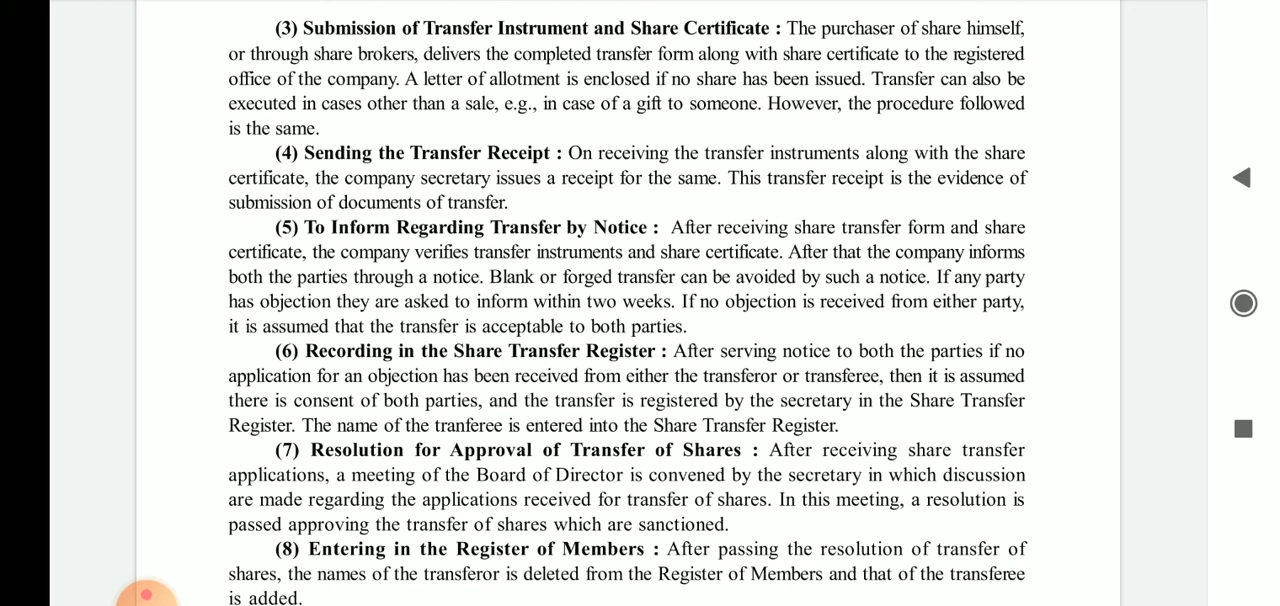 (3) Submission of Transfer Instrument and Share Certificate : The purchaser of share himself,
or through share brokers, delivers the completed transfer form along with share certificate to the registered
office of the company. A letter of allotment is enclosed if no share has been issued. Transfer can also be
executed in cases other than a sale, e.g., in case of a gift to someone. However, the procedure followed
is the same.
(4) Sending the Transfer Receipt : On receiving the transfer instruments along with the share
certificate, the company secretary issues a receipt for the same. This transfer receipt is the evidence of
submission of documents of transfer.
(5) To Inform Regarding Transfer by Notice : After receiving share transfer form and share
certificate, the company verifies transfer instruments and share certificate. After that the company informs
both the parties through a notice. Blank or forged transfer can be avoided by such a notice. If any party
has objection they are asked to inform within two weeks. If no objection is received from either party,
it is assumed that the transfer is acceptable to both parties.
(6) Recording in the Share Transfer Register : After serving notice to both the parties if no
application for an objection has been received from either the transferor or transferee, then it is assumed
there is consent of both parties, and the transfer is registered by the secretary in the Share Transfer
Register. The name of the tranferee is entered into the Share Transfer Register.
(7) Resolution for Approval of Transfer of Shares : After receiving share transfer
applications, a meeting of the Board of Director is convened by the secretary in which discussion
are made regarding the applications received for transfer of shares. In this meeting, a resolution is
passed approving the transfer of shares which are sanctioned.
(8) Entering in the Register of Members : After passing the resolution of transfer of
shares, the names of the transferor is deleted from the Register of Members and that of the transferee
is added.